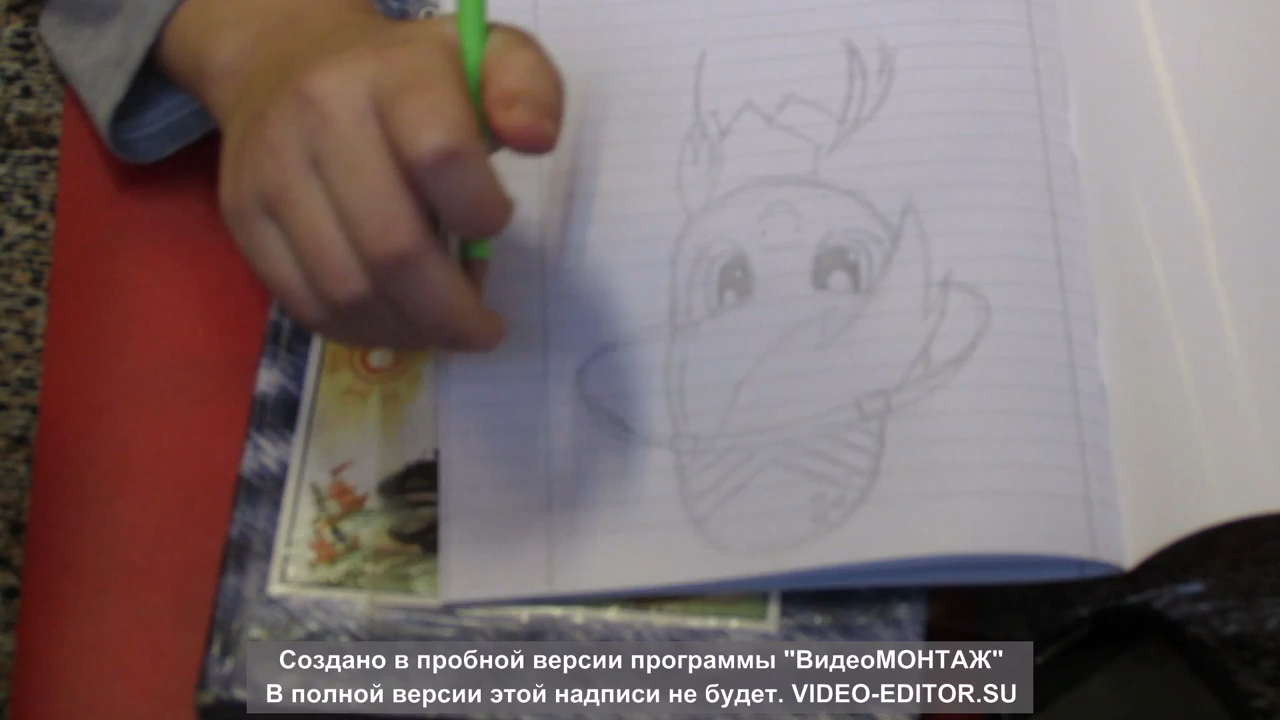 Создано в пробной версии программы "ВидеоМОНТАЖ"
В полной версии этой надписи не будет. VIDEO-EDITOR.SU